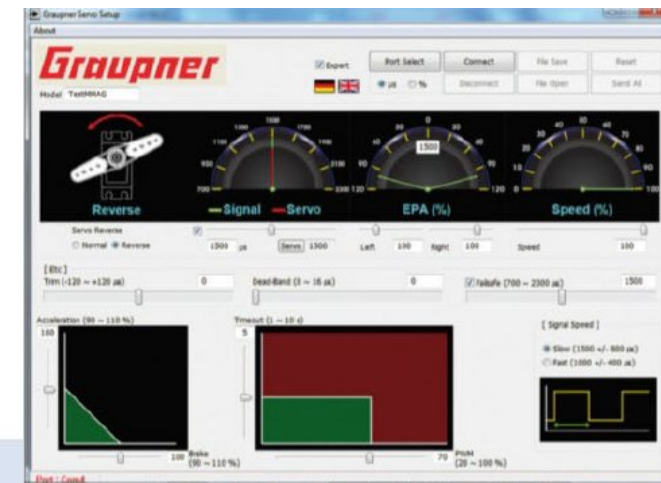 Graupner Servo Setup
About
Graupner
Expert
Port Select
Connect
File Save
Reset
µs
%
Disconnect
File Open
Send All
Model
TestMMAG
Reverse
Signal
Servo
1500
EPA (%)
Speed (%)
Servo Reverse
Normal
Reverse
1500 µs
Servo 1500
Left 100
Right 100
Speed 100
[ Etc ]
Trim (-120 ~ +120 µs) 0
Dead-Band (1 ~ 16 µs) 0
Failsafe (700 ~ 2300 µs) 1500
Acceleration (90 ~ 110 %)
Timeout (1 ~ 10 s)
5
[ Signal Speed ]
Slow (1500 +/- 800 µs)
Fast (1000 +/- 400 µs)
100
Brake
(90 ~ 110 %)
70
PWM
(20 ~ 100 %)